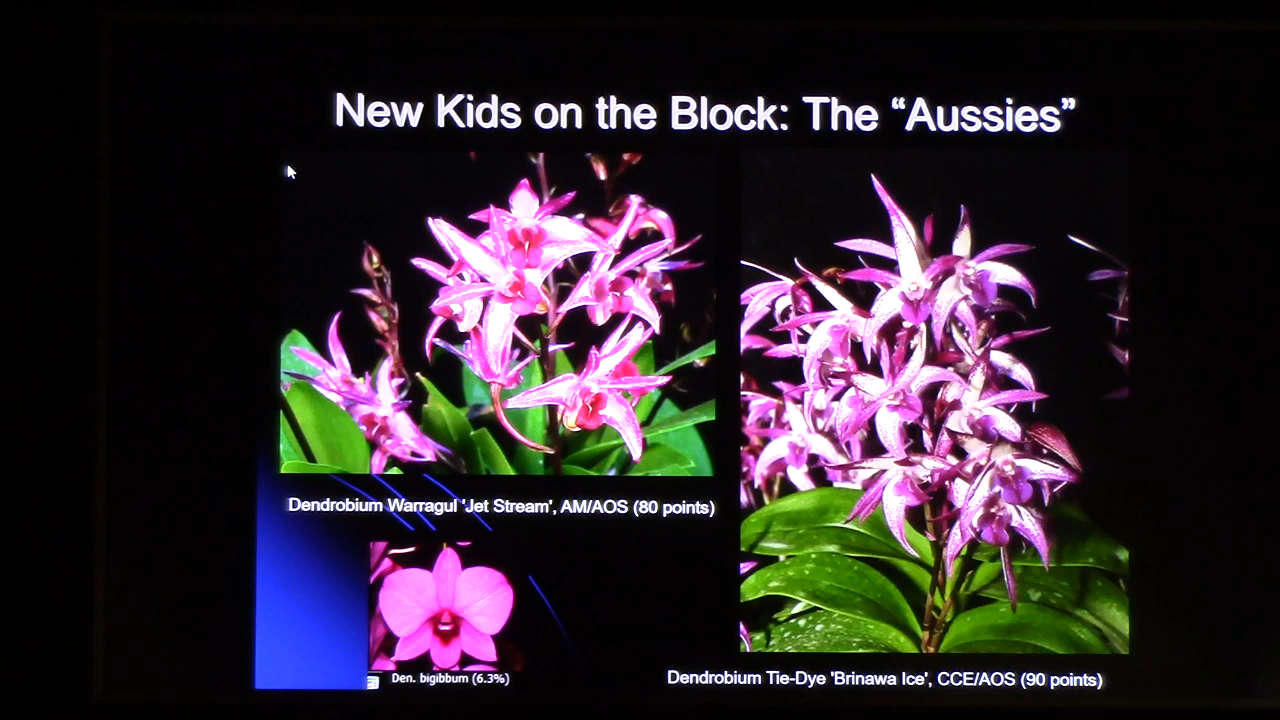 New Kids on the Block: The “Aussies”
Dendrobium Warragul 'Jet Stream', AM/AOS (80 points)
Den. bigibbum (6.3%)
Dendrobium Tie-Dye 'Brinawa Ice', CCE/AOS (90 points)